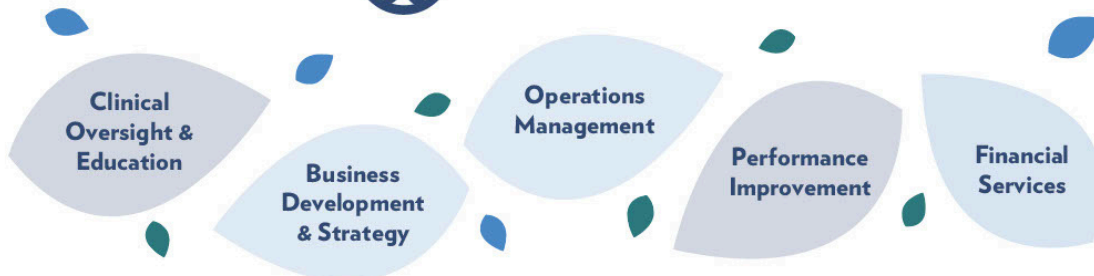 Clinical
Oversight &
Education
Business
Development
& Strategy
Operations
Management
Performance
Improvement
Financial
Services